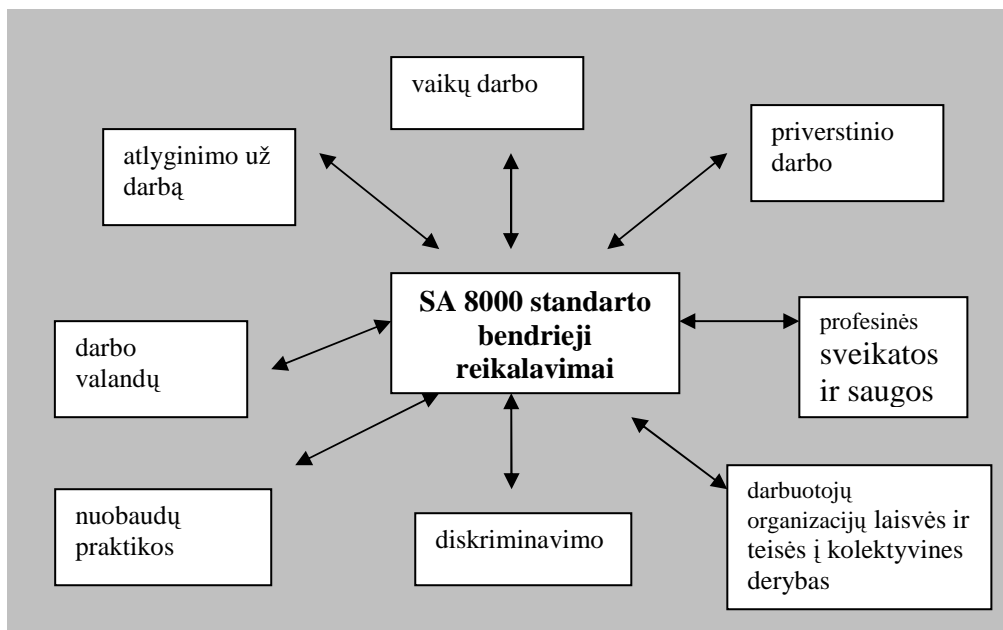 vaikų darbo
priverstinio
darbo
atlyginimo už
darbą
SA 8000 standarto
bendrieji
reikalavimai
profesinės
sveikatos
ir saugos
darbo
valandų
darbuotojų
organizacijų laisvės ir
teisės į kolektyvines
derybas
nuobaudų
praktikos
diskriminavimo